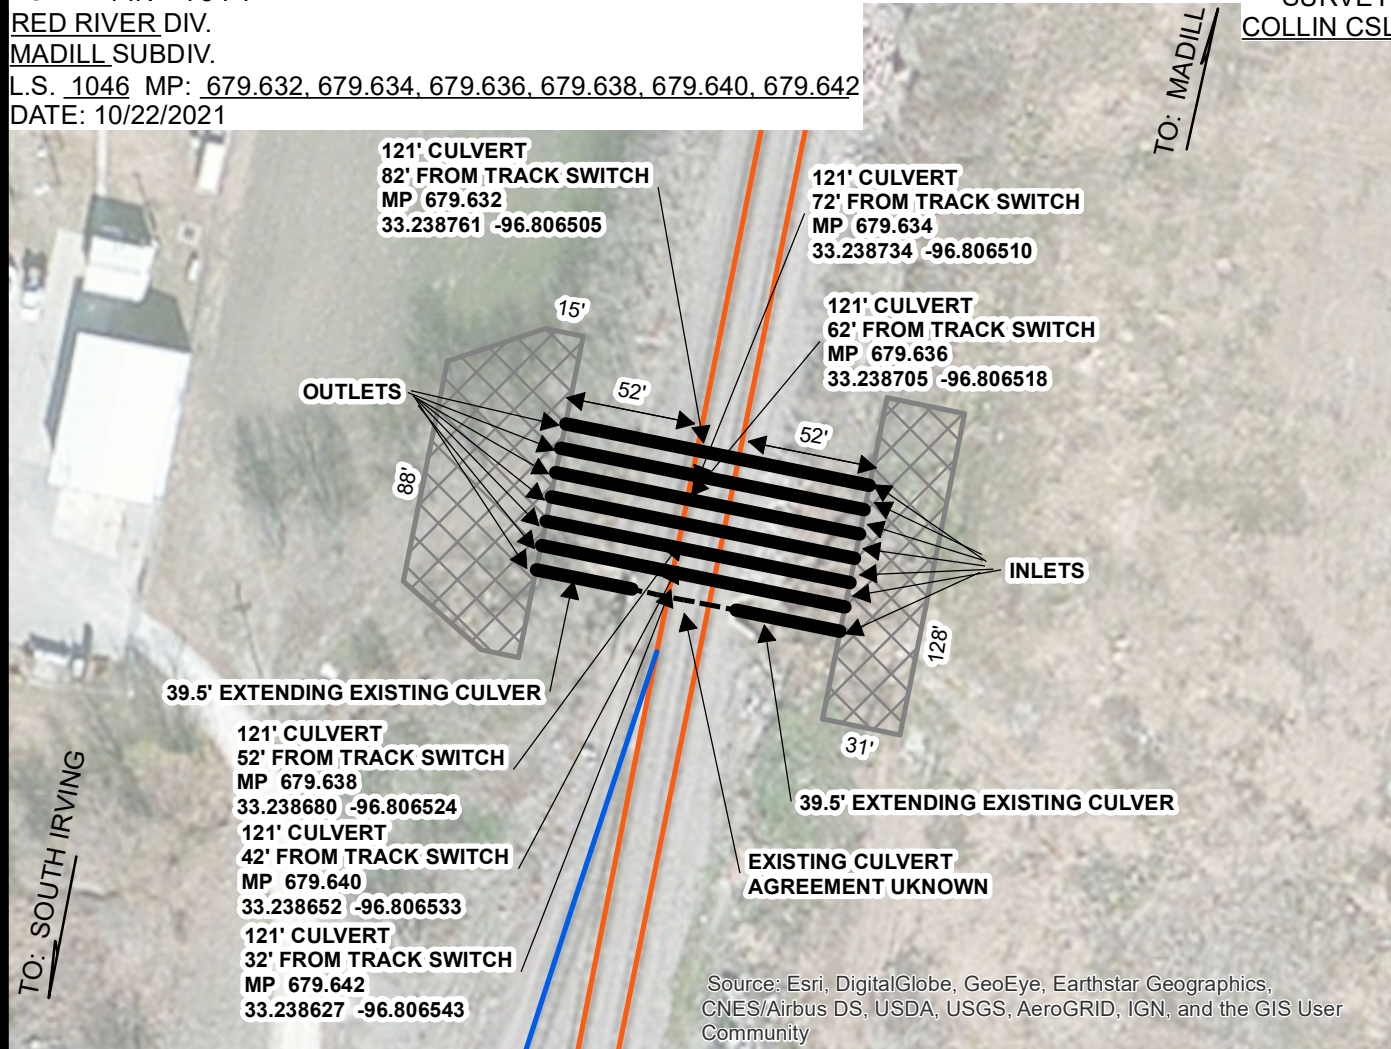 RED RIVER DIV.
MADILL SUBDIV.
L.S. 1046 MP: 679.632, 679.634, 679.636, 679.638, 679.640, 679.642
DATE: 10/22/2021
SURVEY
COLLIN CSL
TO: MADILL
121' CULVERT
82' FROM TRACK SWITCH
MP 679.632
33.238761 -96.806505
121' CULVERT
72' FROM TRACK SWITCH
MP 679.634
33.238734 -96.806510
121' CULVERT
62' FROM TRACK SWITCH
MP 679.636
33.238705 -96.806518
15'
52'
52'
OUTLETS
88'
INLETS
128'
31'
39.5' EXTENDING EXISTING CULVER
121' CULVERT
52' FROM TRACK SWITCH
MP 679.638
33.238680 -96.806524
121' CULVERT
42' FROM TRACK SWITCH
MP 679.640
33.238652 -96.806533
121' CULVERT
32' FROM TRACK SWITCH
MP 679.642
33.238627 -96.806543
39.5' EXTENDING EXISTING CULVER
EXISTING CULVERT
AGREEMENT UKNOWN
TO: SOUTH IRVING
Source: Esri, DigitalGlobe, GeoEye, Earthstar Geographics,
CNES/Airbus DS, USDA, USGS, AeroGRID, IGN, and the GIS User
Community